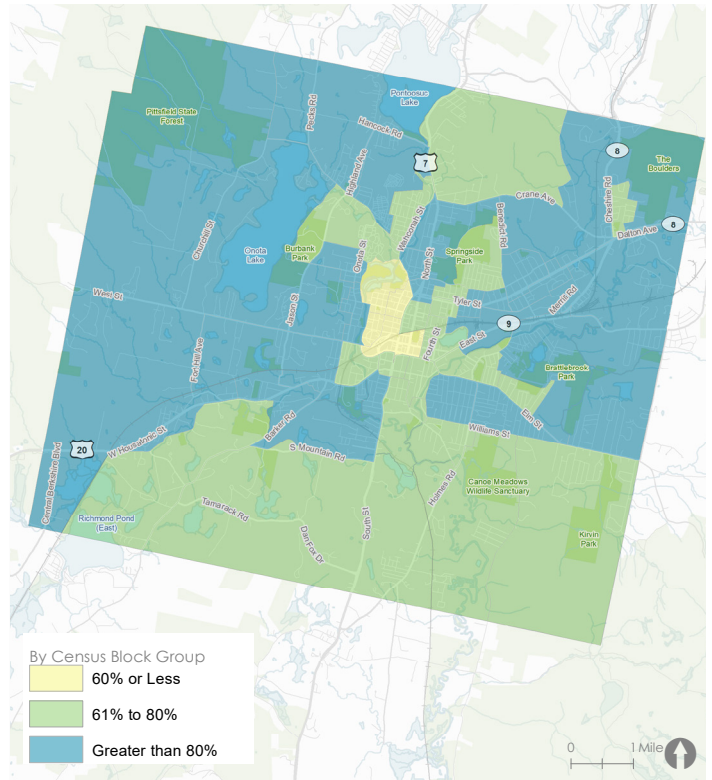 Pontoosuc
Lake
Pecks Rd
Hancock Rd
Pittsfield State
Forest
7
8
The
Boulders
Highland Ave
Cheshire Rd
Crane Ave
Benedict Rd
Wahconah St
Churchill St
Onota
Lake
Burbank
Park
Onota St
North St
Springside
Park
Dalton Ave
8
West St
Jason St
Tyler St
Merrill Rd
9
Fort Hill Ave
Fourth St
East St
Brattlebrook
Park
Elm St
Barker Rd
W Housatonic St
Williams St
20
S Mountain Rd
Central Berkshire Blvd
Holmes Rd
Canoe Meadows
Wildlife Sanctuary
Tamarack Rd
South St
Richmond Pond
(East)
Dan Fox Dr
Kirvin
Park
By Census Block Group
60% or Less
61% to 80%
Greater than 80%
0 1 Mile